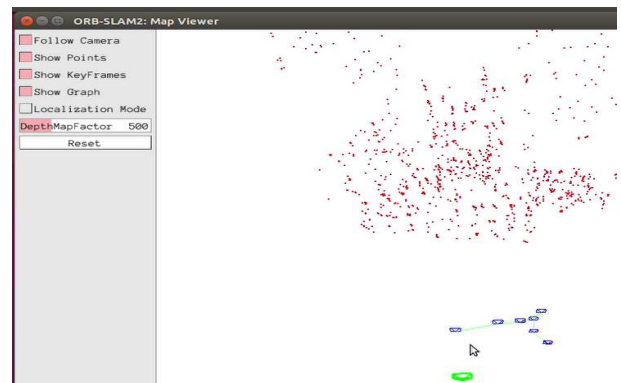 ORB-SLAM2: Map Viewer
Follow Camera
Show Points
Show KeyFrames
Show Graph
Localization Mode
DepthMapFactor 500
Reset